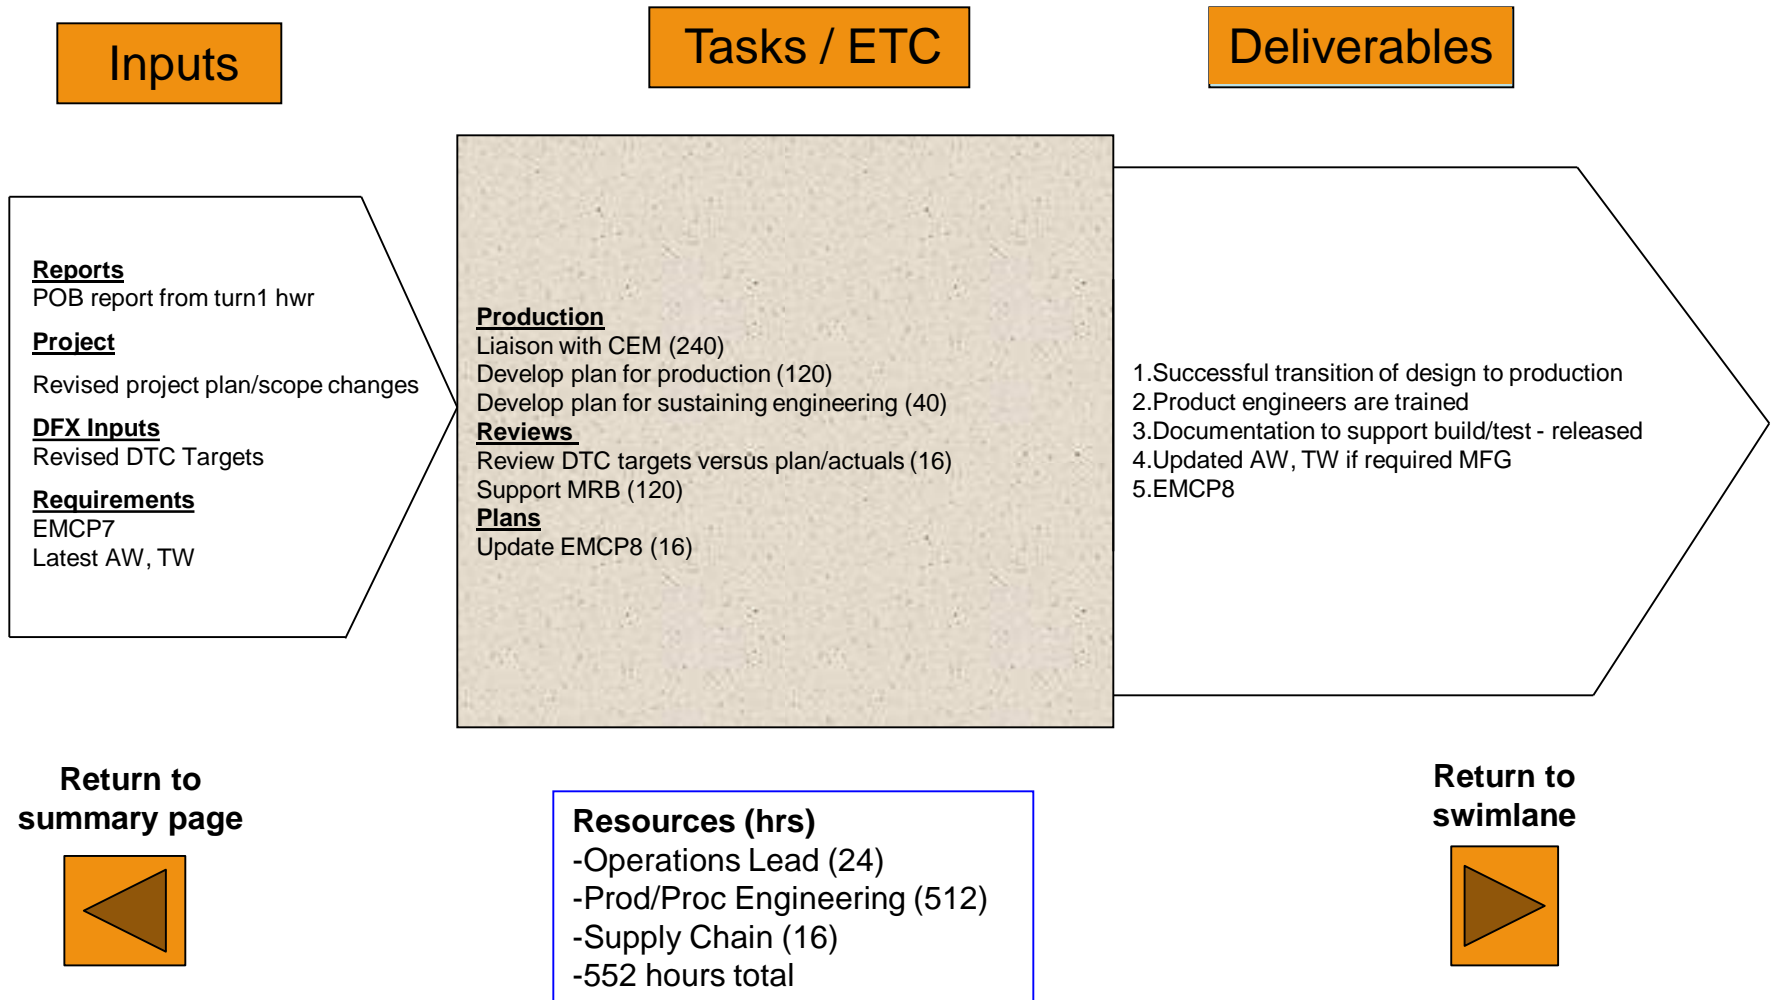 Inputs
Tasks / ETC
Deliverables
Reports
POB report from turn1 hwr
Project
Revised project plan/scope changes
DFX Inputs
Revised DTC Targets
Requirements
EMCP7
Latest AW, TW
Production
Liaison with CEM (240)
Develop plan for production (120)
Develop plan for sustaining engineering (40)
Reviews
Review DTC targets versus plan/actuals (16)
Support MRB (120)
Plans
Update EMCP8 (16)
1.Successful transition of design to production
2.Product engineers are trained
3.Documentation to support build/test - released
4.Updated AW, TW if required MFG
5.EMCP8
Return to
summary page
Resources (hrs)
-Operations Lead (24)
-Prod/Proc Engineering (512)
-Supply Chain (16)
-552 hours total
Return to
swimlane